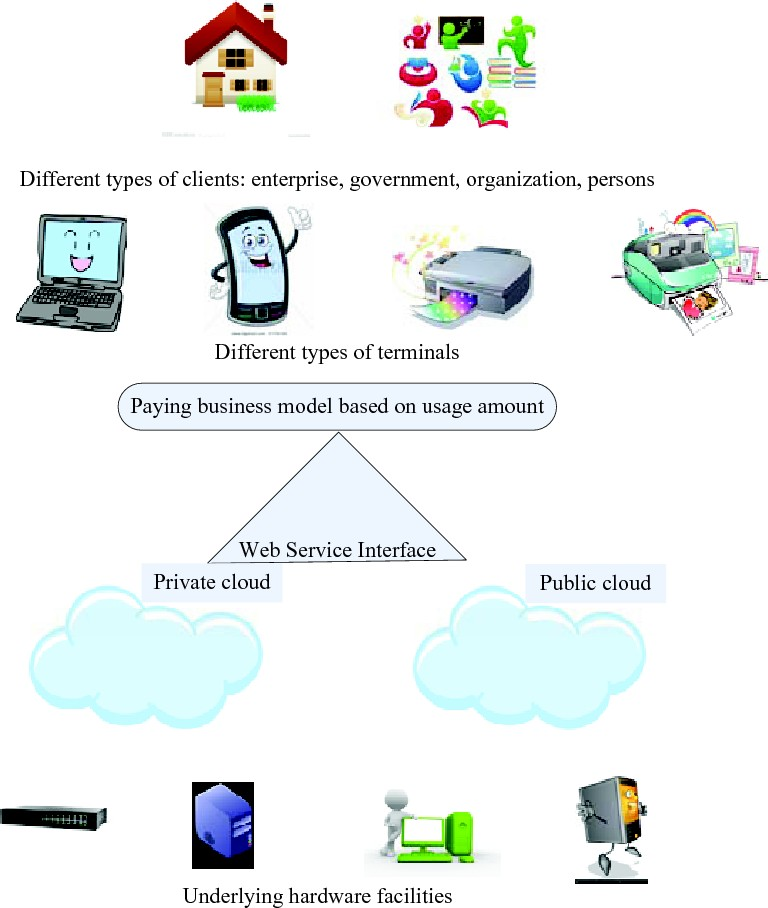 Different types of clients: enterprise, government, organization, persons
Different types of terminals
Paying business model based on usage amount
Web Service Interface
Private cloud
Public cloud
Underlying hardware facilities